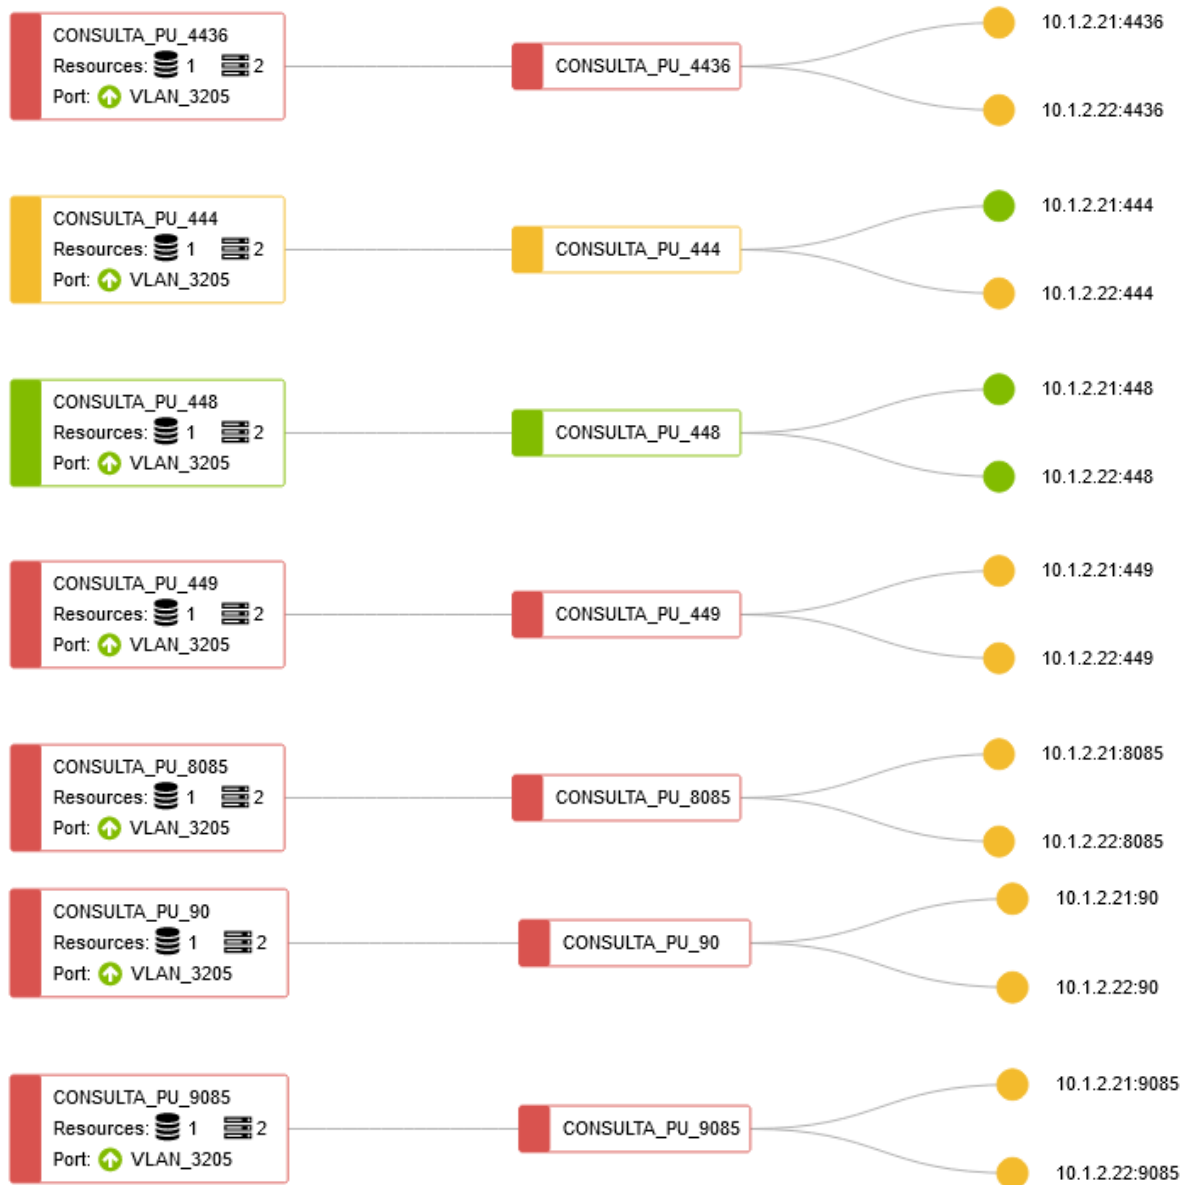 CONSULTA_PU_4436
Resources: 1 2
Port: VLAN_3205
CONSULTA_PU_4436
10.1.2.21:4436
10.1.2.22:4436
CONSULTA_PU_444
Resources: 1 2
Port: VLAN_3205
CONSULTA_PU_444
10.1.2.21:444
10.1.2.22:444
CONSULTA_PU_448
Resources: 1 2
Port: VLAN_3205
CONSULTA_PU_448
10.1.2.21:448
10.1.2.22:448
CONSULTA_PU_449
Resources: 1 2
Port: VLAN_3205
CONSULTA_PU_449
10.1.2.21:449
10.1.2.22:449
CONSULTA_PU_8085
Resources: 1 2
Port: VLAN_3205
CONSULTA_PU_8085
10.1.2.21:8085
10.1.2.22:8085
CONSULTA_PU_90
Resources: 1 2
Port: VLAN_3205
CONSULTA_PU_90
10.1.2.21:90
10.1.2.22:90
CONSULTA_PU_9085
Resources: 1 2
Port: VLAN_3205
CONSULTA_PU_9085
10.1.2.21:9085
10.1.2.22:9085